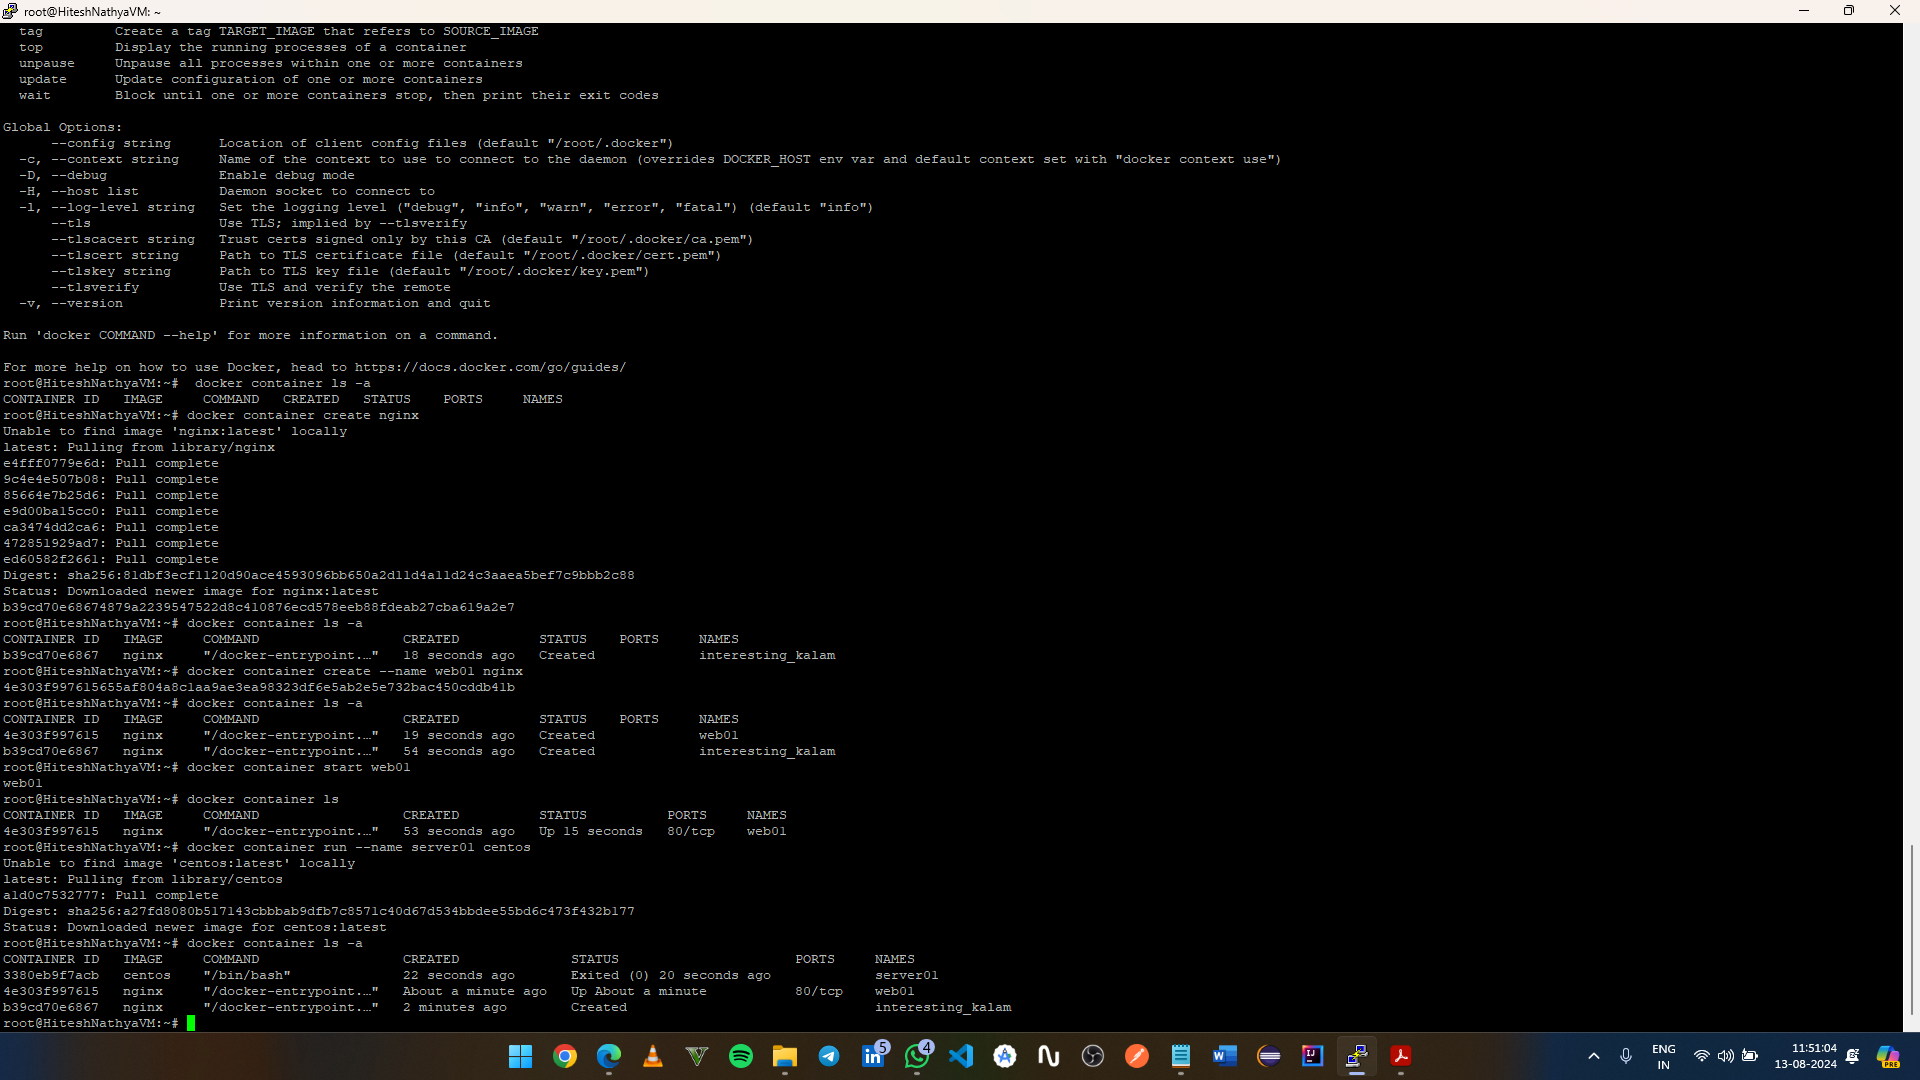 root@HiteshNathyaVM: ~
  tag         Create a tag TARGET_IMAGE that refers to SOURCE_IMAGE
  top         Display the running processes of a container
  unpause     Unpause all processes within one or more containers
  update      Update configuration of one or more containers
  wait        Block until one or more containers stop, then print their exit codes
Global Options:
      --config string      Location of client config files (default "/root/.docker")
  -c, --context string     Name of the context to use to connect to the daemon (overrides DOCKER_HOST env var and default context set with "docker context use")
  -D, --debug              Enable debug mode
  -H, --host list          Daemon socket to connect to
  -l, --log-level string   Set the logging level ("debug", "info", "warn", "error", "fatal") (default "info")
      --tls                Use TLS; implied by --tlsverify
      --tlscacert string   Trust certs signed only by this CA (default "/root/.docker/ca.pem")
      --tlscert string     Path to TLS certificate file (default "/root/.docker/cert.pem")
      --tlskey string      Path to TLS key file (default "/root/.docker/key.pem")
      --tlsverify          Use TLS and verify the remote
  -v, --version            Print version information and quit
Run 'docker COMMAND --help' for more information on a command.
For more help on how to use Docker, head to https://docs.docker.com/go/guides/
root@HiteshNathyaVM:~#  docker container ls -a
CONTAINER ID   IMAGE     COMMAND   CREATED   STATUS    PORTS     NAMES
root@HiteshNathyaVM:~# docker container create nginx
Unable to find image 'nginx:latest' locally
latest: Pulling from library/nginx
e4fff0779e6d: Pull complete
9c4e4e507b08: Pull complete
85664e7b25d6: Pull complete
e9d00ba15cc0: Pull complete
ca3474dd2ca6: Pull complete
472851929ad7: Pull complete
ed60582f2661: Pull complete
Digest: sha256:81dbf3ecf1120d90ace4593096bb650a2d11d4a11d24c3aaea5bef7c9bbb2c88
Status: Downloaded newer image for nginx:latest
b39cd70e68674879a2239547522d8c410876ecd578eeb88fdeab27cba619a2e7
root@HiteshNathyaVM:~# docker container ls -a
CONTAINER ID   IMAGE     COMMAND                  CREATED          STATUS    PORTS     NAMES
b39cd70e6867   nginx     "/docker-entrypoint.…"   18 seconds ago   Created             interesting_kalam
root@HiteshNathyaVM:~# docker container create --name web01 nginx
4e303f997615655af804a8c1aa9ae3ea98323df6e5ab2e5e732bac450cddb41b
root@HiteshNathyaVM:~# docker container ls -a
CONTAINER ID   IMAGE     COMMAND                  CREATED          STATUS    PORTS     NAMES
4e303f997615   nginx     "/docker-entrypoint.…"   19 seconds ago   Created             web01
b39cd70e6867   nginx     "/docker-entrypoint.…"   54 seconds ago   Created             interesting_kalam
root@HiteshNathyaVM:~# docker container start web01
web01
root@HiteshNathyaVM:~# docker container ls
CONTAINER ID   IMAGE     COMMAND                  CREATED          STATUS          PORTS     NAMES
4e303f997615   nginx     "/docker-entrypoint.…"   53 seconds ago   Up 15 seconds   80/tcp    web01
root@HiteshNathyaVM:~# docker container run --name server01 centos
Unable to find image 'centos:latest' locally
latest: Pulling from library/centos
a1d0c7532777: Pull complete
Digest: sha256:a27fd8080b517143cbbbab9dfb7c8571c40d67d534bbdee55bd6c473f432b177
Status: Downloaded newer image for centos:latest
root@HiteshNathyaVM:~# docker container ls -a
CONTAINER ID   IMAGE     COMMAND                  CREATED              STATUS                      PORTS     NAMES
3380eb9f7acb   centos    "/bin/bash"              22 seconds ago       Exited (0) 20 seconds ago             server01
4e303f997615   nginx     "/docker-entrypoint.…"   About a minute ago   Up About a minute           80/tcp    web01
b39cd70e6867   nginx     "/docker-entrypoint.…"   2 minutes ago        Created                               interesting_kalam
root@HiteshNathyaVM:~#
5
4
ENG
IN
11:51:04
13-08-2024
PRE